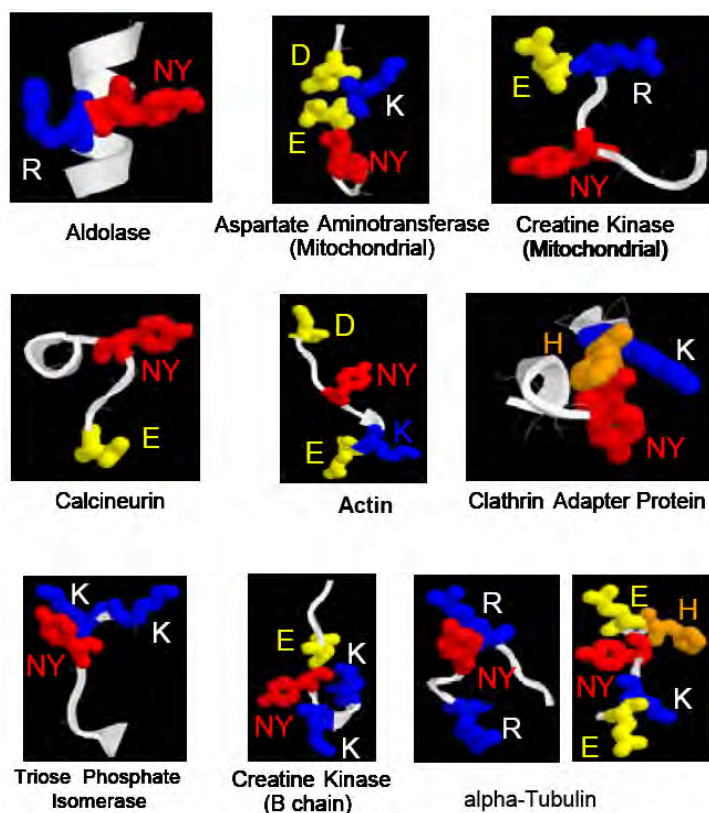 NY
R
Aldolase
D
K
E
NY
Aspartate Aminotransferase
(Mitochondrial)
E
R
NY
Creatine Kinase
(Mitochondrial)
NY
E
Calcineurin
D
NY
K
E
Actin
H
K
NY
Clathrin Adapter Protein
K
K
NY
Triose Phosphate
Isomerase
E
K
NY
K
Creatine Kinase
(B chain)
R
NY
R
E
H
NY
K
E
alpha-Tubulin